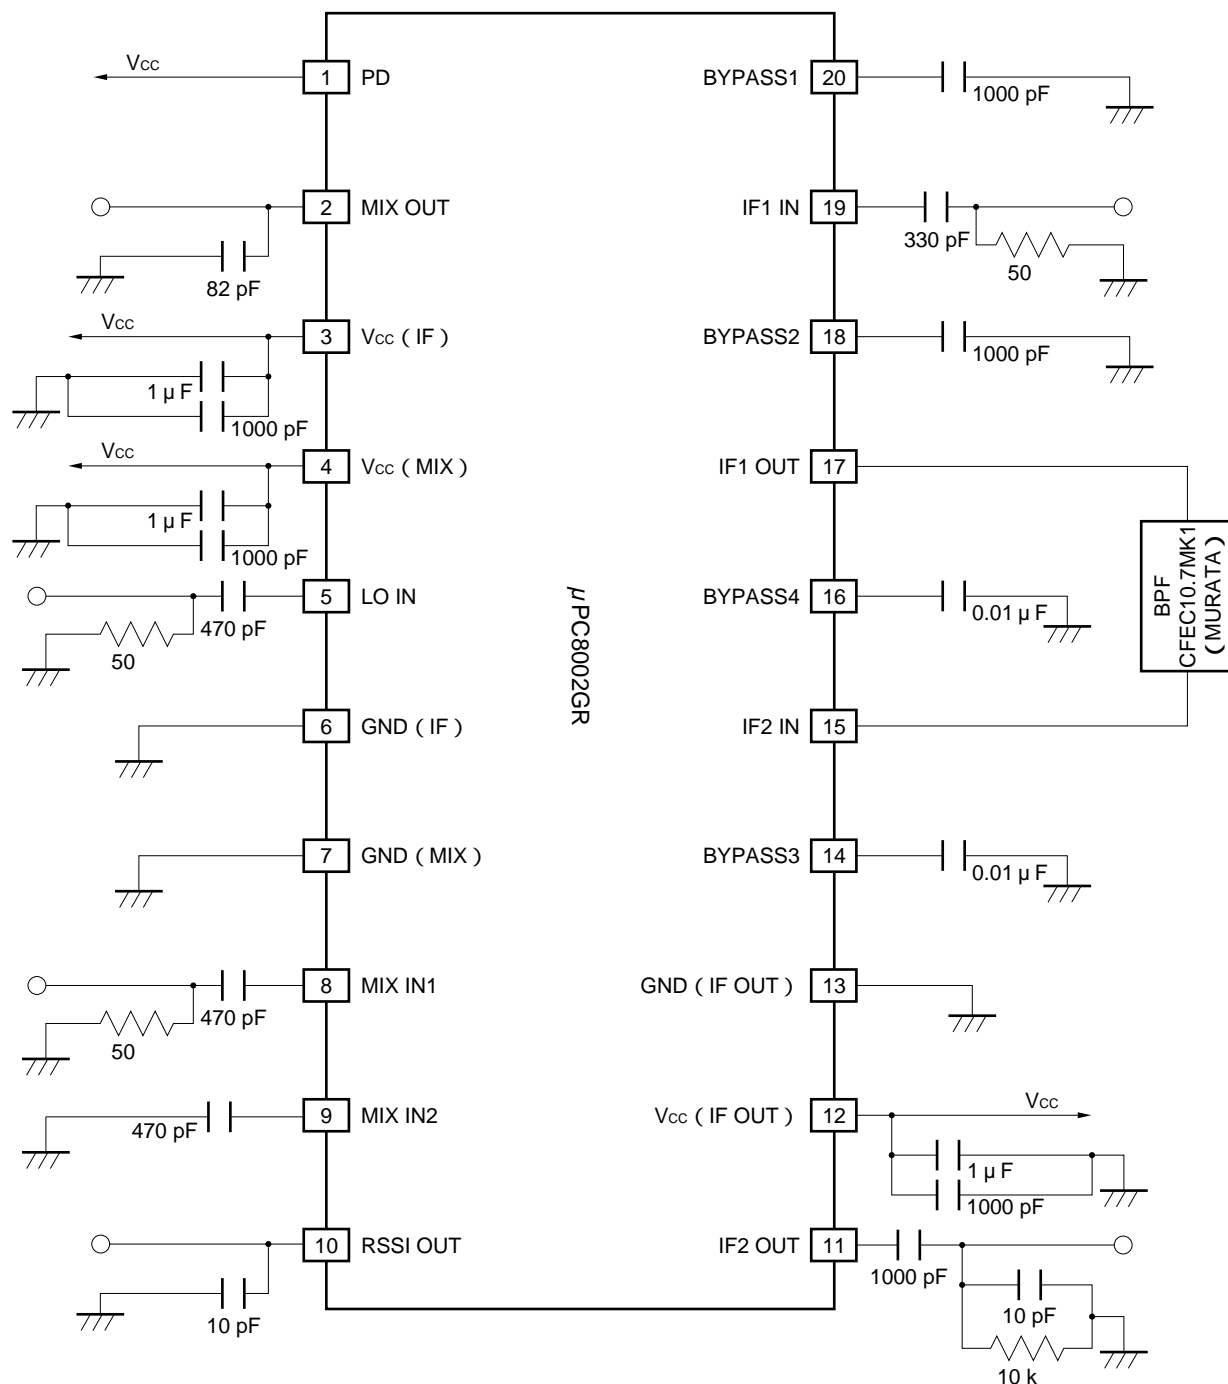 Vcc
1
PD
BYPASS1
20
1000 pF
2
MIX OUT
82 pF
IF1 IN
19
330 pF
50
Vcc
3
Vcc ( IF )
1 μ F
1000 pF
BYPASS2
18
1000 pF
Vcc
4
Vcc ( MIX )
1 μ F
1000 pF
IF1 OUT
17
BPF
CFEC10.7MK1
( MURATA )
5
LO IN
470 pF
50
BYPASS4
16
0.01 μ F
μ PC8002GR
6
GND ( IF )
IF2 IN
15
7
GND ( MIX )
BYPASS3
14
0.01 μ F
8
MIX IN1
470 pF
50
GND ( IF OUT )
13
9
MIX IN2
470 pF
Vcc ( IF OUT )
12
Vcc
1 μ F
1000 pF
10
RSSI OUT
10 pF
IF2 OUT
11
1000 pF
10 pF
10 k